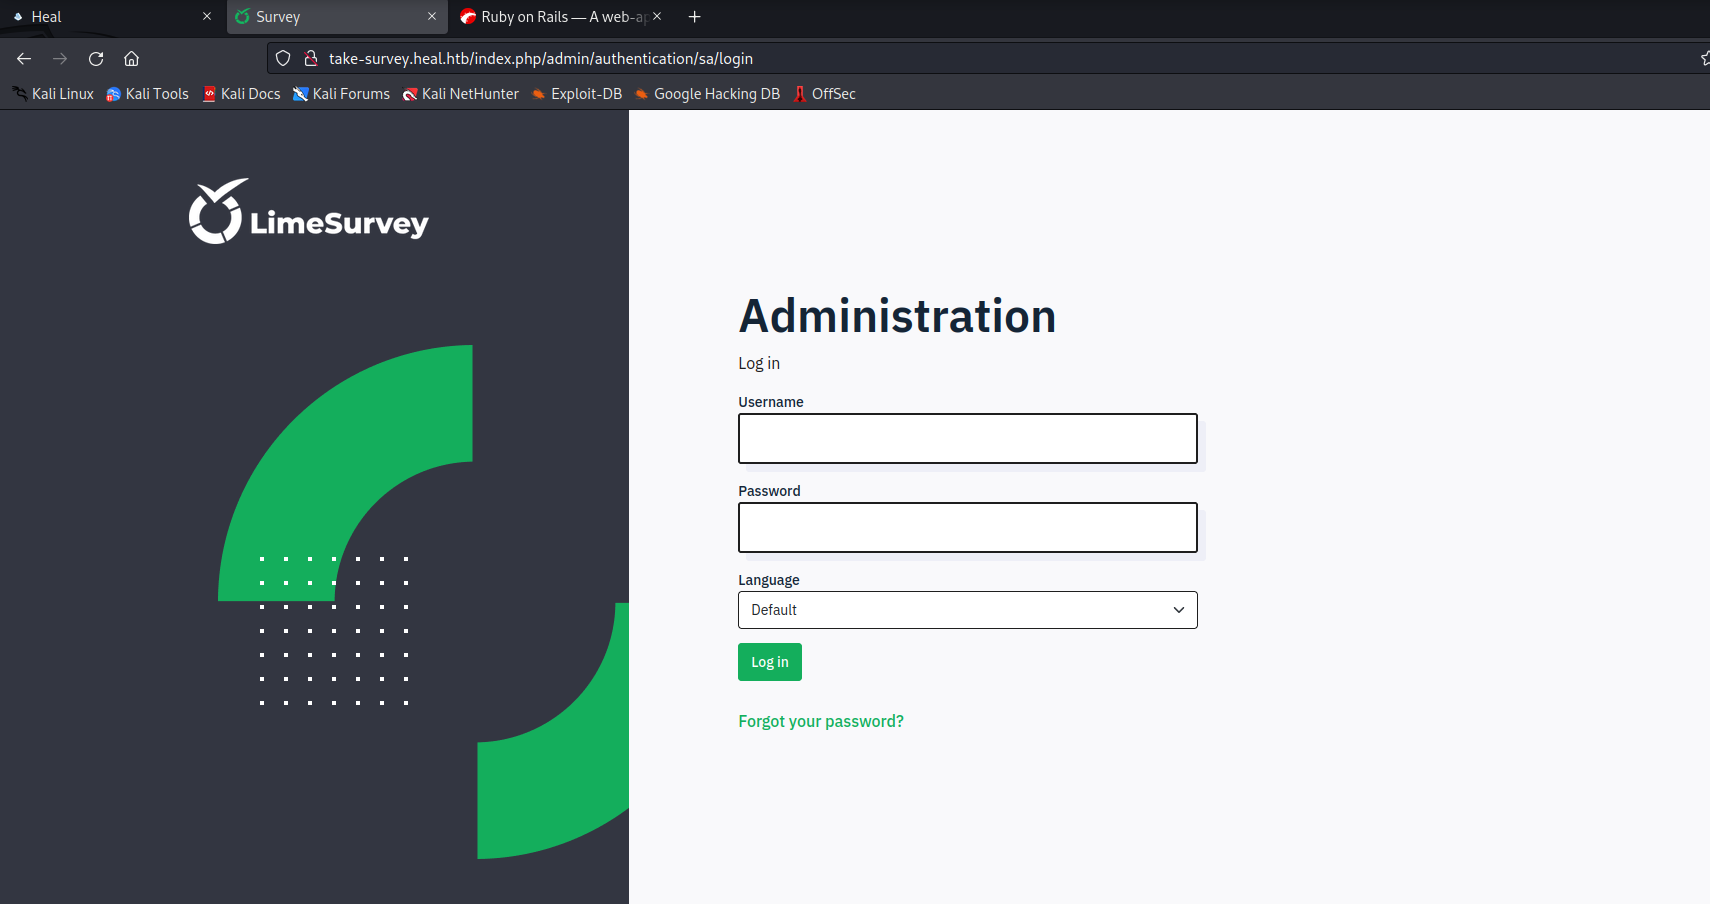 Heal
Survey
Ruby on Rails — A web-ap
take-survey.heal.htb/index.php/admin/authentication/sa/login
Kali Linux Kali Tools Kali Docs Kali Forums Kali NetHunter Exploit-DB Google Hacking DB OffSec
LimeSurvey
Administration
Log in
Username
Password
Language
Default
Log in
Forgot your password?